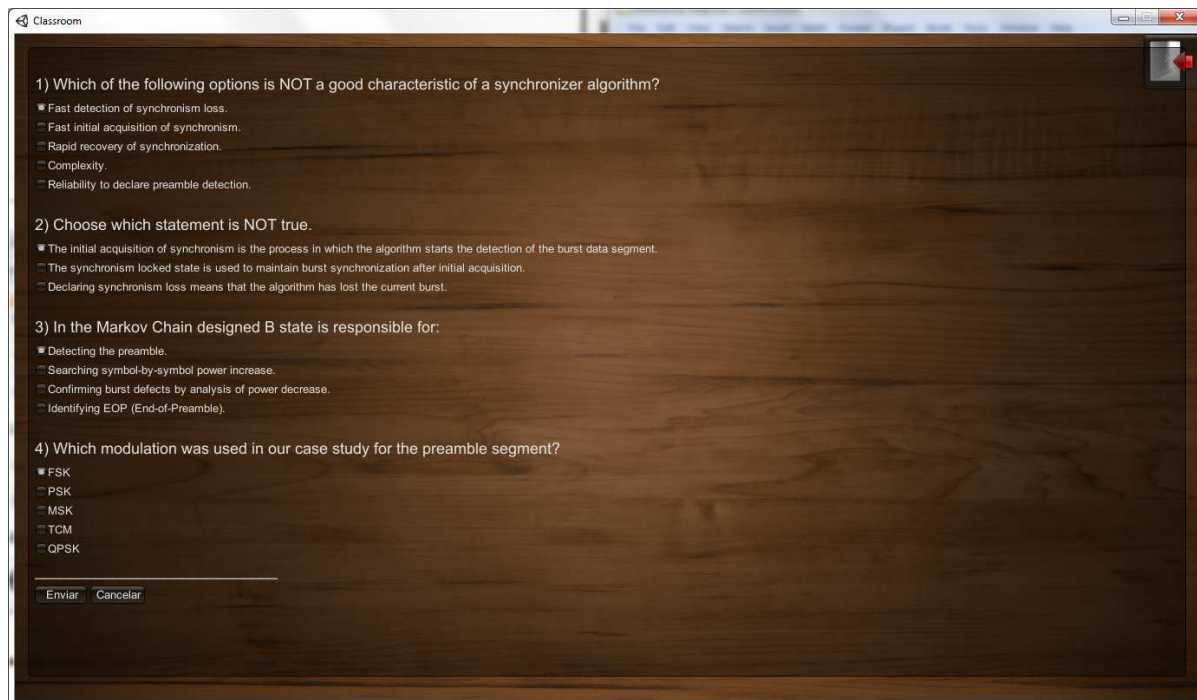 Classroom
1) Which of the following options is NOT a good characteristic of a synchronizer algorithm?
Fast detection of synchronism loss.
Fast initial acquisition of synchronism.
Rapid recovery of synchronization.
Complexity.
Reliability to declare preamble detection.
2) Choose which statement is NOT true.
The initial acquisition of synchronism is the process in which the algorithm starts the detection of the burst data segment.
The synchronism locked state is used to maintain burst synchronization after initial acquisition.
Declaring synchronism loss means that the algorithm has lost the current burst.
3) In the Markov Chain designed B state is responsible for:
Detecting the preamble.
Searching symbol-by-symbol power increase.
Confirming burst defects by analysis of power decrease.
Identifying EOP (End-of-Preamble).
4) Which modulation was used in our case study for the preamble segment?
FSK
PSK
MSK
TCM
QPSK
Enviar Cancelar